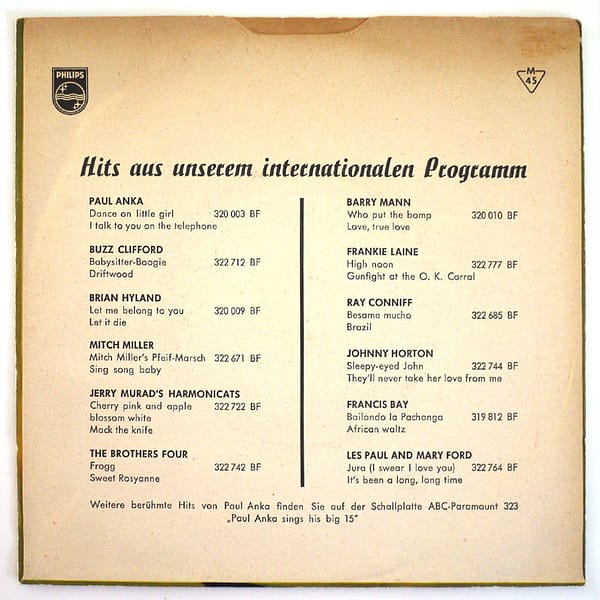 PHILIPS
M
45
Hits aus unserem internationalen Programm
PAUL ANKA
Dance on little girl 320 003 BF
I talk to you on the telephone
BUZZ CLIFFORD
Babysitter-Boogie 322 712 BF
Driftwood
BRIAN HYLAND
Let me belong to you 320 009 BF
Let it die
MITCH MILLER
Mitch Miller's Pfeif-Marsch 322 671 BF
Sing song baby
JERRY MURAD'S HARMONICATS
Cherry pink and apple 322 722 BF
blossom white
Mack the knife
THE BROTHERS FOUR
Frogg 322 742 BF
Sweet Rosyanne
BARRY MANN
Who put the bomp 320 010 BF
Love, true love
FRANKIE LAINE
High noon 322 777 BF
Gunfight at the O. K. Corral
RAY CONNIFF
Besame mucho 322 685 BF
Brazil
JOHNNY HORTON
Sleepy-eyed John 322 744 BF
They'll never take her love from me
FRANCIS BAY
Bailando la Pachanga 319 812 BF
African waltz
LES PAUL AND MARY FORD
Jura (I swear I love you) 322 764 BF
It's been a long, long time
Weitere berühmte Hits von Paul Anka finden Sie auf der Schallplatte ABC-Paramount 323
„Paul Anka sings his big 15"